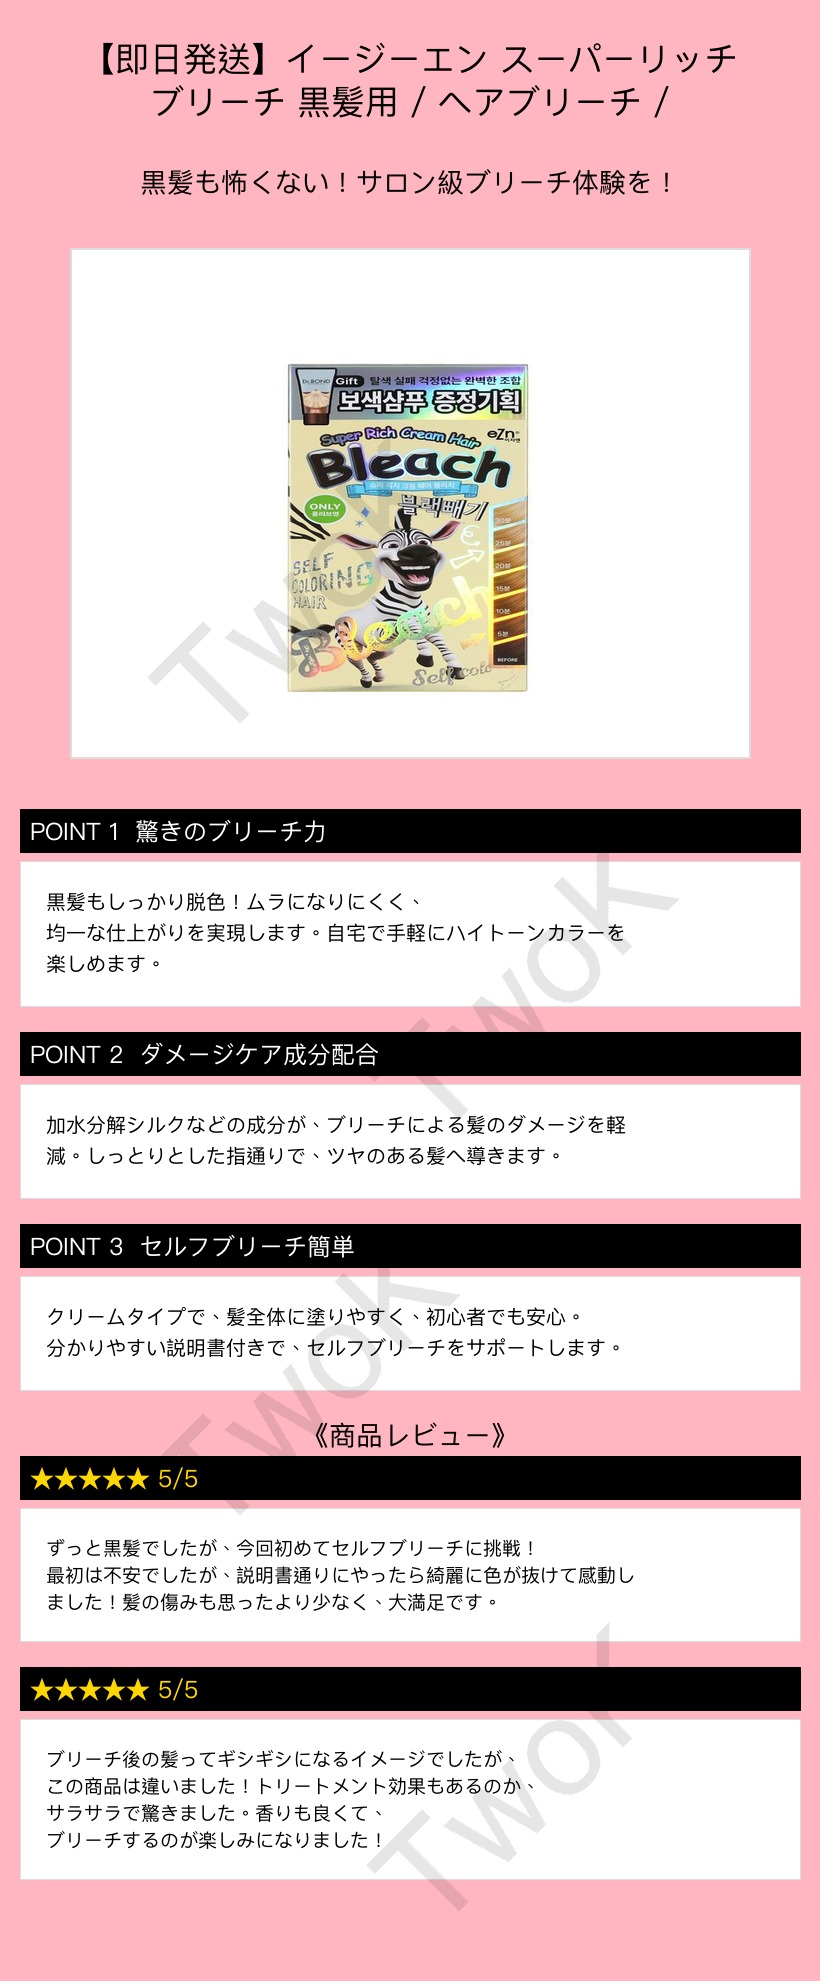 【即日発送】イージーエン スーパーリッチ
ブリーチ 黒髪用 / ヘアブリーチ /
黒髪も怖くない！サロン級ブリーチ体験を！
Dr.BOND
Gift 탈색 실패 걱정없는 완벽한 조합
보색샴푸 증정기획
eZn®
이지엔
Super Rich Cream Hair
Bleach
슈퍼 리치 크림 헤어 블리치
블랙빼기
ONLY
올리브영
SELF
COLORING
HAIR
30분
25분
20분
15분
10분
5분
BEFORE
Bleach
Self color
TwoK
POINT 1 驚きのブリーチ力
黒髪もしっかり脱色！ムラになりにくく、
均一な仕上がりを実現します。自宅で手軽にハイトーンカラーを
楽しめます。
TwoK
POINT 2 ダメージケア成分配合
加水分解シルクなどの成分が、ブリーチによる髪のダメージを軽
減。しっとりとした指通りで、ツヤのある髪へ導きます。
POINT 3 セルフブリーチ簡単
クリームタイプで、髪全体に塗りやすく、初心者でも安心。
分かりやすい説明書付きで、セルフブリーチをサポートします。
TwoK
《商品レビュー》
★★★★★ 5/5
ずっと黒髪でしたが、今回初めてセルフブリーチに挑戦！
最初は不安でしたが、説明書通りにやったら綺麗に色が抜けて感動し
ました！髪の傷みも思ったより少なく、大満足です。
★★★★★ 5/5
ブリーチ後の髪ってギシギシになるイメージでしたが、
この商品は違いました！トリートメント効果もあるのか、
サラサラで驚きました。香りも良くて、
ブリーチするのが楽しみになりました！
TwoK